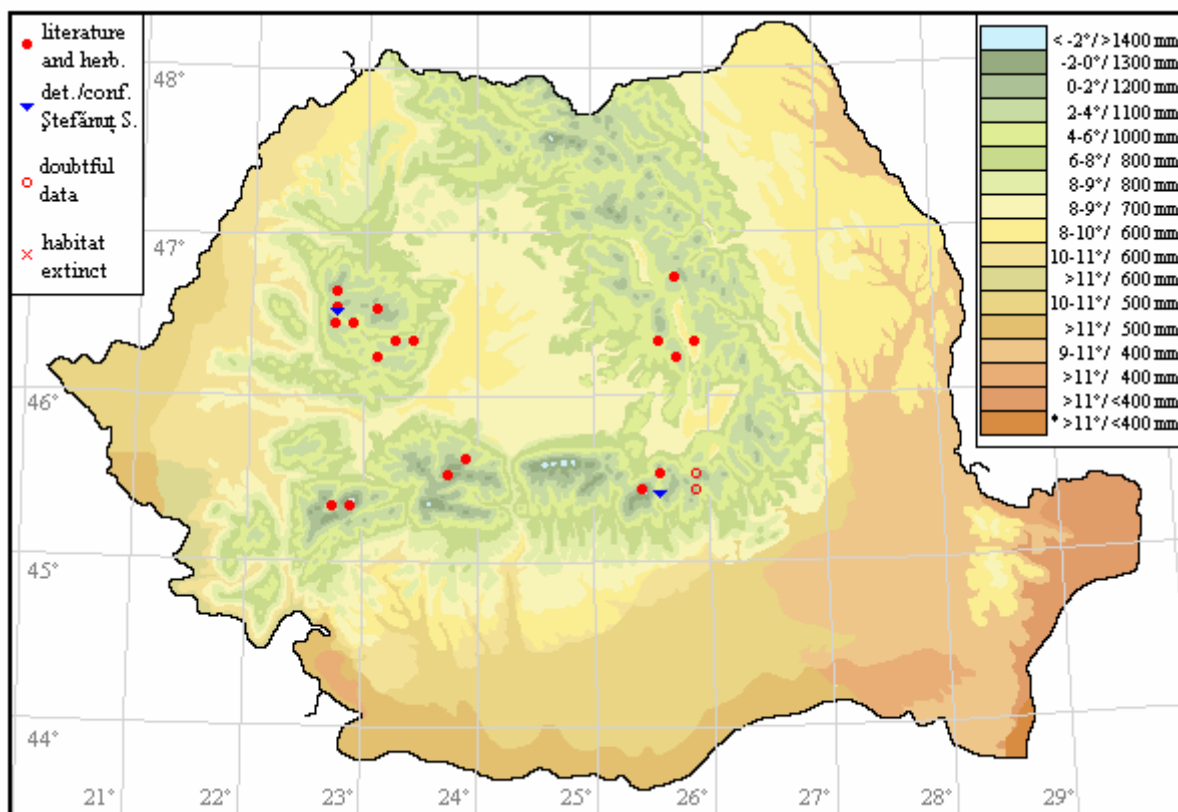 literature
and herb.
det./conf.
Ştefănuţ S.
doubtful
data
habitat
extinct
< -2°/ >1400 mm
-2-0°/ 1300 mm
0-2°/ 1200 mm
2-4°/ 1100 mm
4-6°/ 1000 mm
6-8°/ 800 mm
8-9°/ 800 mm
8-9°/ 700 mm
8-10°/ 600 mm
10-11°/ 600 mm
>11°/ 600 mm
10-11°/ 500 mm
>11°/ 500 mm
9-11°/ 400 mm
>11°/ 400 mm
>11°/ <400 mm
* >11°/ <400 mm
48°
47°
46°
45°
44°
21° 22° 23° 24° 25° 26° 27° 28° 29°